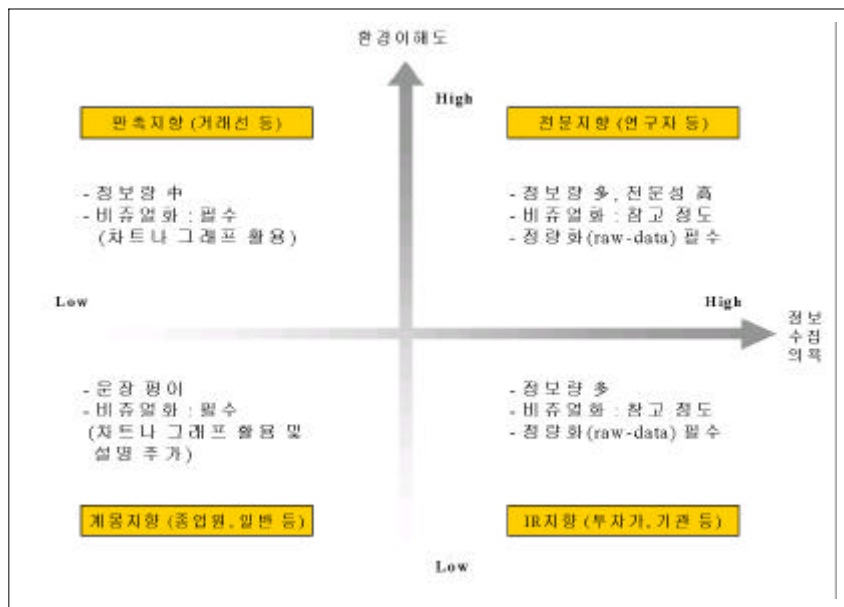 환경이해도
High
판촉지향 (거래선 등)
전문지향 (연구자 등)
- 정보량 中
- 비쥬얼화 : 필수
(차트나 그래프 활용)
- 정보량 多, 전문성 高
- 비쥬얼화 : 참고 정도
- 정량화(raw-data) 필수
Low
High
정보
수집
의욕
- 문장 평이
- 비쥬얼화 : 필수
(차트나 그래프 활용 및
설명 추가)
- 정보량 多
- 비쥬얼화 : 참고 정도
- 정량화(raw-data) 필수
계몽지향 (종업원, 일반 등)
IR지향 (투자가, 기관 등)
Low